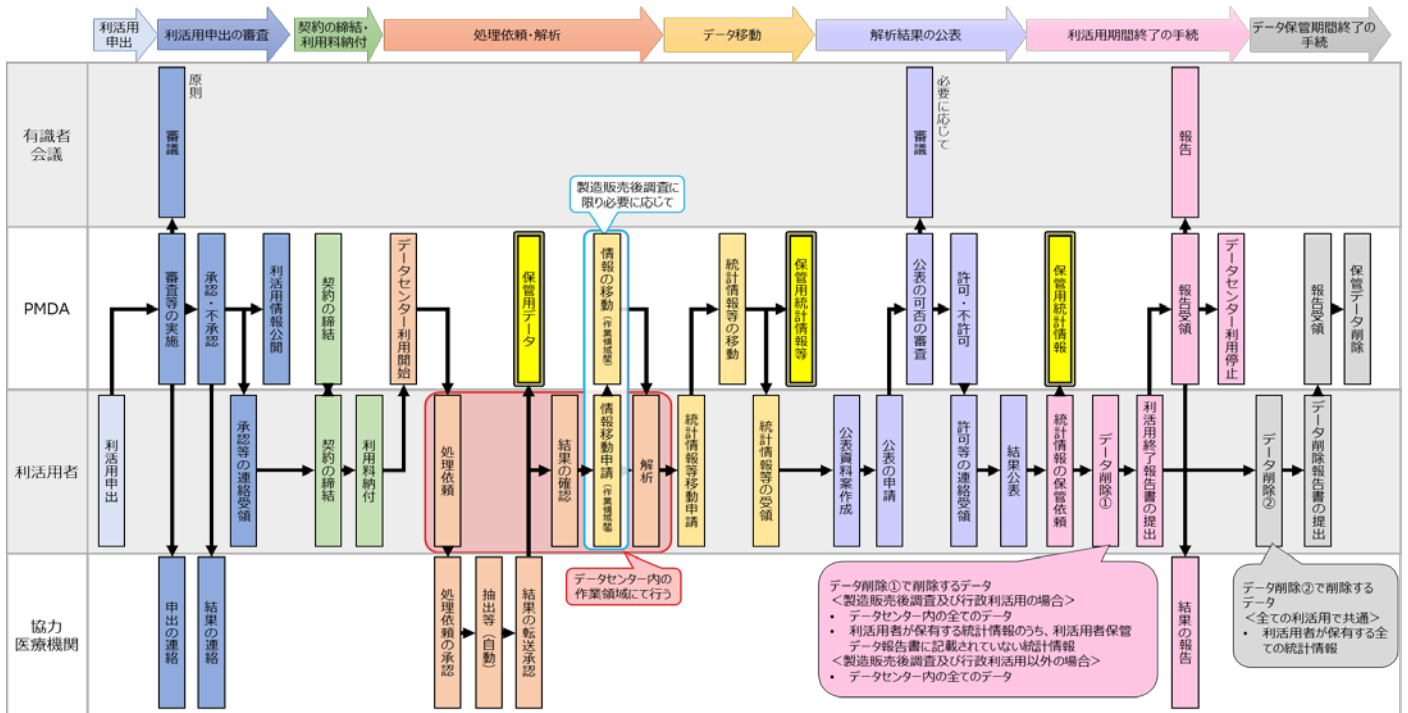 利活用
申出
利活用申出の審査
契約の締結・
利用料納付
処理依頼・解析
データ移動
解析結果の公表
利活用期間終了の手続
データ保管期間終了の
手続
有識者
会議
審議
原則
審議
必要に応じて
報告
製造販売後調査に
限り必要に応じて
PMDA
審査等の実施
承認・不承認
利活用情報公開
契約の締結
データセンター利用開始
保管用データ
情報の移動(作業領域間)
統計情報等の移動
保管用統計情報等
公表の可否の審査
許可・不許可
保管用統計情報
報告受領
データセンター利用停止
報告受領
保管データ削除
利活用者
利活用申出
承認等の連絡受領
契約の締結
利用料納付
処理依頼
結果の確認
情報移動申請(作業領域間)
解析
統計情報等移動申請
統計情報等の受領
公表資料案作成
公表の申請
許可等の連絡受領
結果公表
統計情報の保管依頼
データ削除①
利活用終了報告書の提出
データ削除②
データ削除報告書の提出
協力
医療機関
申出の連絡
結果の連絡
処理依頼の承認
抽出等(自動)
結果の転送承認
データセンター内の
作業領域にて行う
データ削除①で削除するデータ
<製造販売後調査及び行政利活用の場合>
• データセンター内の全てのデータ
• 利活用者が保有する統計情報のうち、利活用者保管
データ報告書に記載されていない統計情報
<製造販売後調査及び行政利活用以外の場合>
• データセンター内の全てのデータ
結果の報告
データ削除②で削除する
データ
<全ての利活用で共通>
• 利活用者が保有する全
ての統計情報